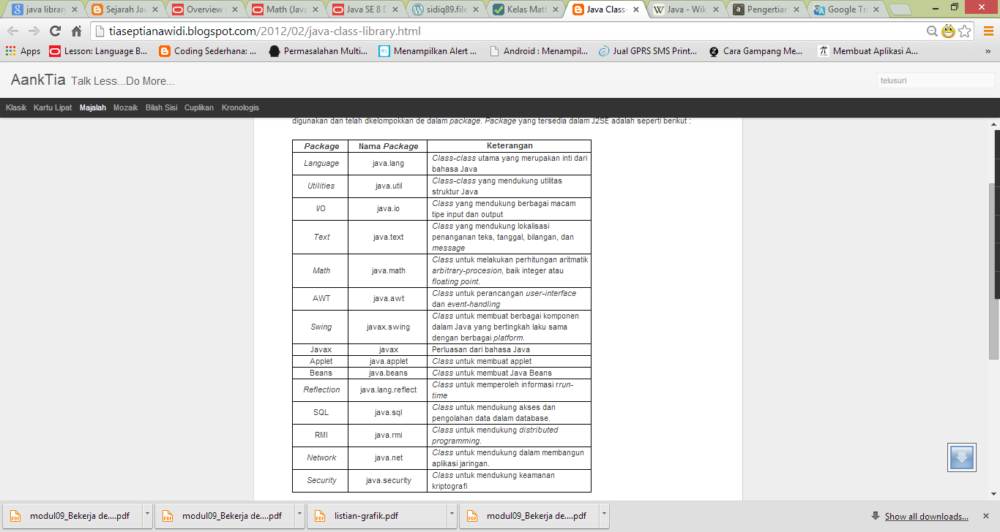 java library
Sejarah Jav
Overview (
Math (Java
Java SE 8 D
sidiq89.file
Kelas Math
Java Class-
Java - Wik
Pengertian
Google Tr
tiaseptianawidi.blogspot.com/2012/02/java-class-library.html
Apps
Lesson: Language B...
Coding Sederhana: ...
Permasalahan Multi...
Menampilkan Alert ...
Android : Menampil...
Jual GPRS SMS Print...
Cara Gampang Me...
Membuat Aplikasi A...
»
AankTia Talk Less...Do More...
telusuri
Klasik Kartu Lipat Majalah Mozaik Bilah Sisi Cuplikan Kronologis
digunakan dan telah dkelompokkan de dalam package. Package yang tersedia dalam J2SE adalah seperti berikut :
Package Nama Package Keterangan
Language java.lang Class-class utama yang merupakan inti dari
bahasa Java
Utilities java.util Class-class yang mendukung utilitas
struktur Java
I/O java.io Class yang mendukung berbagai macam
tipe input dan output
Text java.text Class yang mendukung lokalisasi
penanganan teks, tanggal, bilangan, dan
message
Math java.math Class untuk melakukan perhitungan aritmatik
arbitrary-procesion, baik integer atau
floating point.
AWT java.awt Class untuk perancangan user-interface
dan event-handling
Swing javax.swing Class untuk membuat berbagai komponen
dalam Java yang bertingkah laku sama
dengan berbagai platform.
Javax javax Perluasan dari bahasa Java
Applet java.applet Class untuk membuat applet
Beans java.beans Class untuk membuat Java Beans
Reflection java.lang.reflect Class untuk memperoleh informasi rrun-
time
SQL java.sql Class untuk mendukung akses dan
pengolahan data dalam database.
RMI java.rmi Class untuk mendukung distributed
programming.
Network java.net Class untuk mendukung dalam membangun
aplikasi jaringan.
Security java.security Class untuk mendukung keamanan
kriptografi
modul09_Bekerja de....pdf
modul09_Bekerja de....pdf
listian-grafik.pdf
modul09_Bekerja de....pdf
Show all downloads...